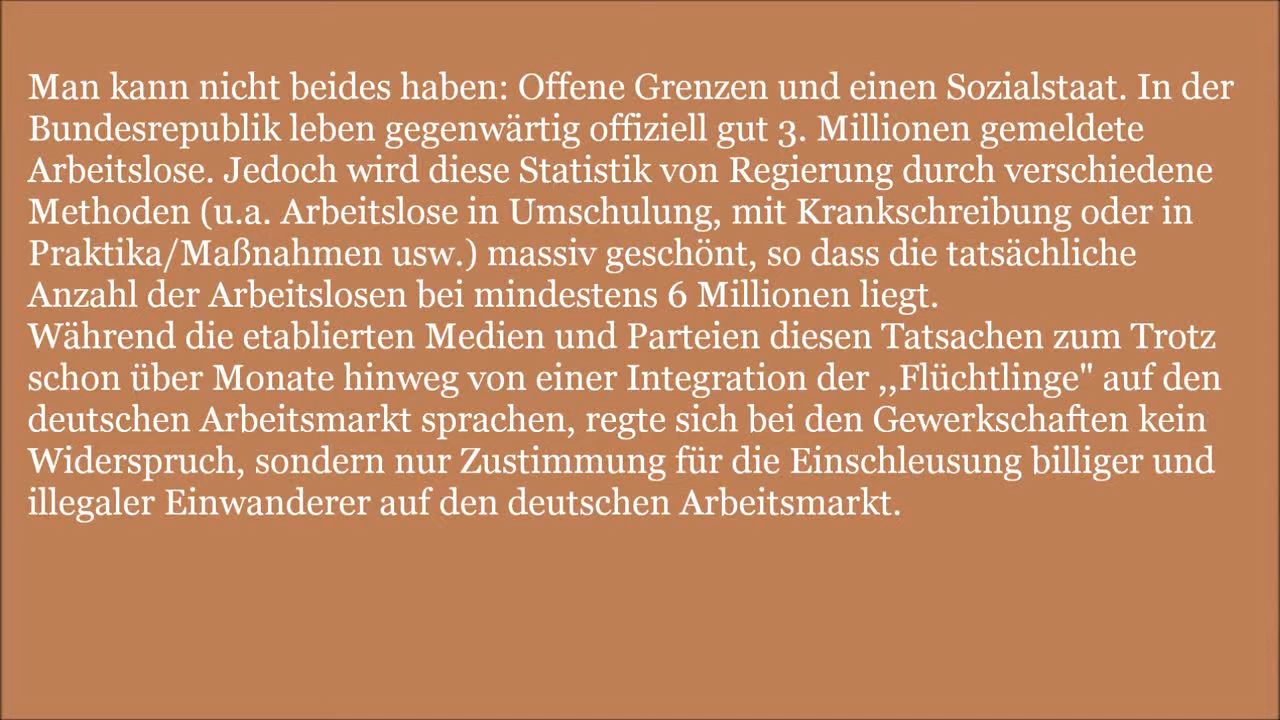 Man kann nicht beides haben: Offene Grenzen und einen Sozialstaat. In der
Bundesrepublik leben gegenwärtig offiziell gut 3. Millionen gemeldete
Arbeitslose. Jedoch wird diese Statistik von Regierung durch verschiedene
Methoden (u.a. Arbeitslose in Umschulung, mit Krankschreibung oder in
Praktika/Maßnahmen usw.) massiv geschönt, so dass die tatsächliche
Anzahl der Arbeitslosen bei mindestens 6 Millionen liegt.
Während die etablierten Medien und Parteien diesen Tatsachen zum Trotz
schon über Monate hinweg von einer Integration der ,,Flüchtlinge" auf den
deutschen Arbeitsmarkt sprachen, regte sich bei den Gewerkschaften kein
Widerspruch, sondern nur Zustimmung für die Einschleusung billiger und
illegaler Einwanderer auf den deutschen Arbeitsmarkt.